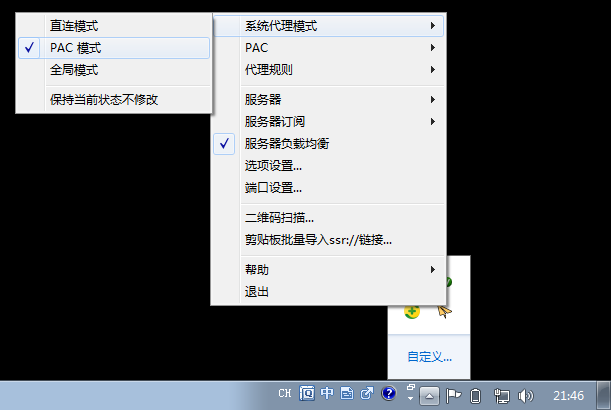 直连模式
PAC 模式
全局模式
保持当前状态不修改
系统代理模式
PAC
代理规则
服务器
服务器订阅
服务器负载均衡
选项设置...
端口设置...
二维码扫描...
剪贴板批量导入ssr://链接...
帮助
退出
自定义...
CH 中
21:46